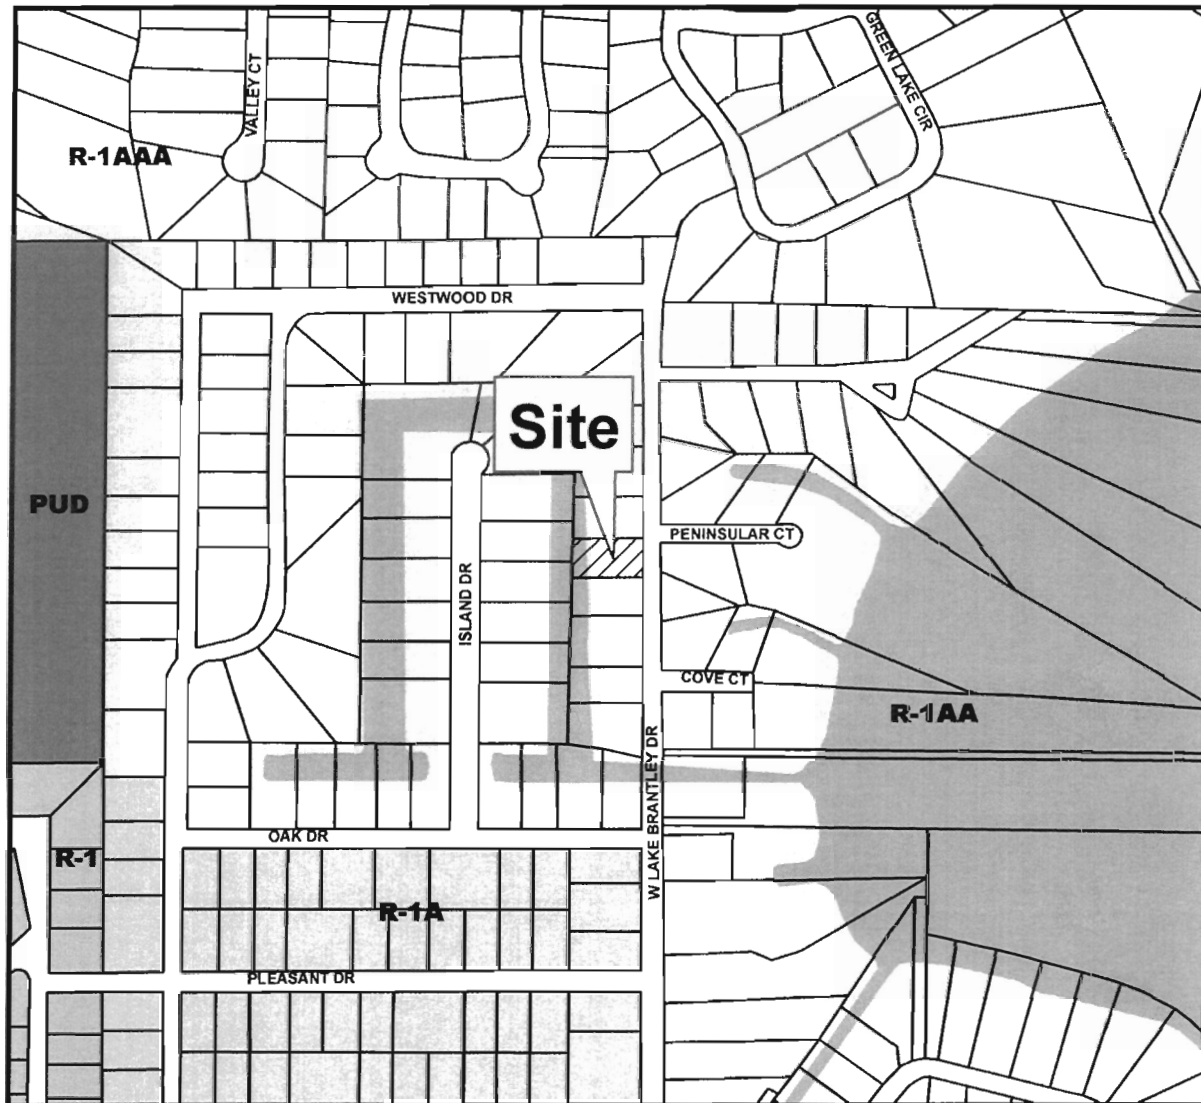 GREEN LAKE CIR
VALLEY CT
R-1AAA
WESTWOOD DR
Site
PUD
PENINSULAR CT
ISLAND DR
COVE CT
R-1AA
W LAKE BRANTLEY DR
OAK DR
R-1
R-1A
PLEASANT DR